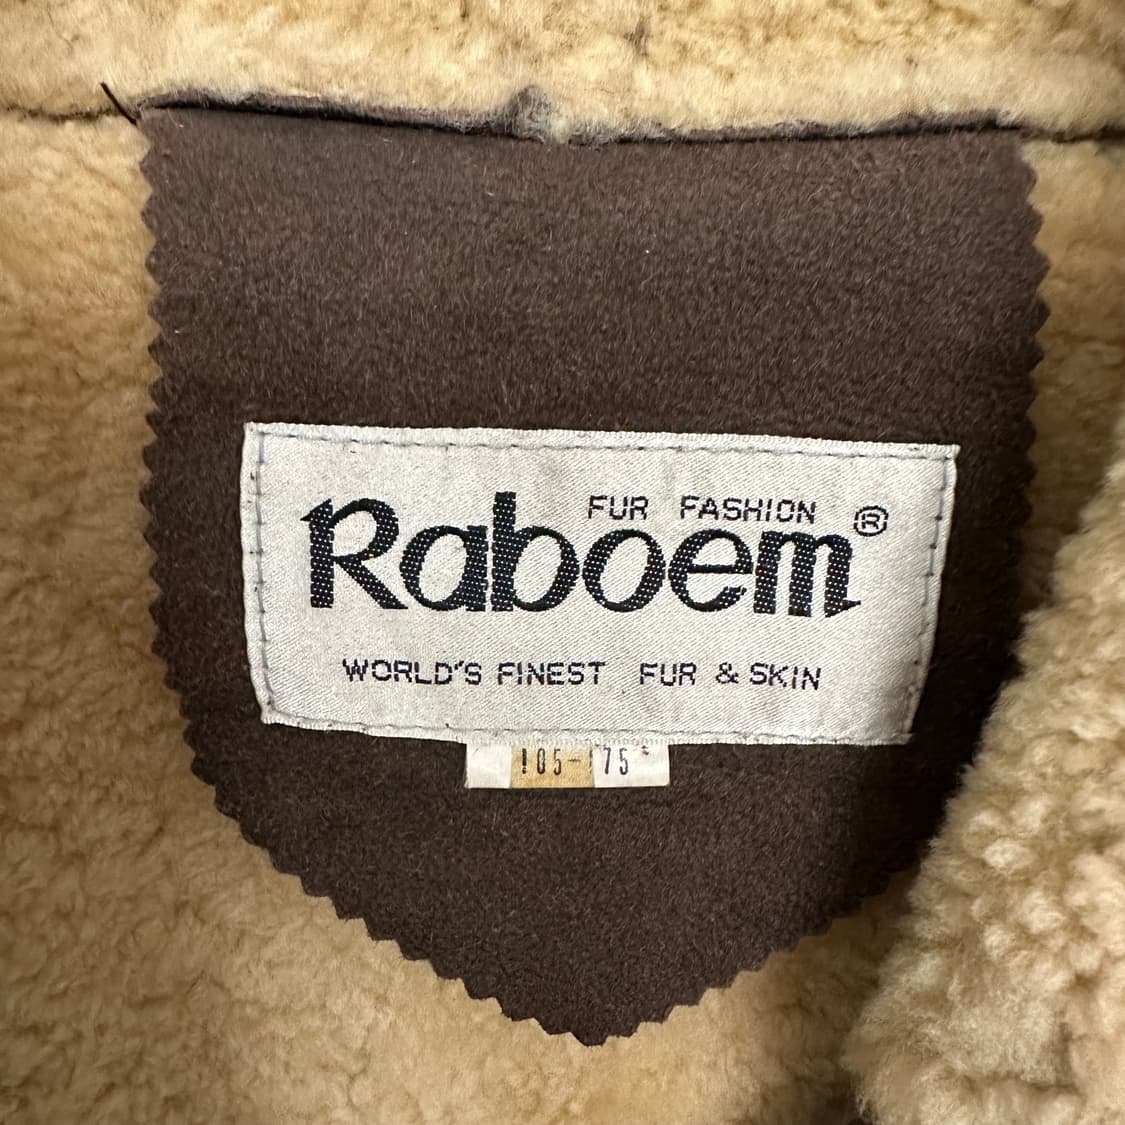 FUR FASHION
Raboem ®
WORLD'S FINEST FUR & SKIN
105-175